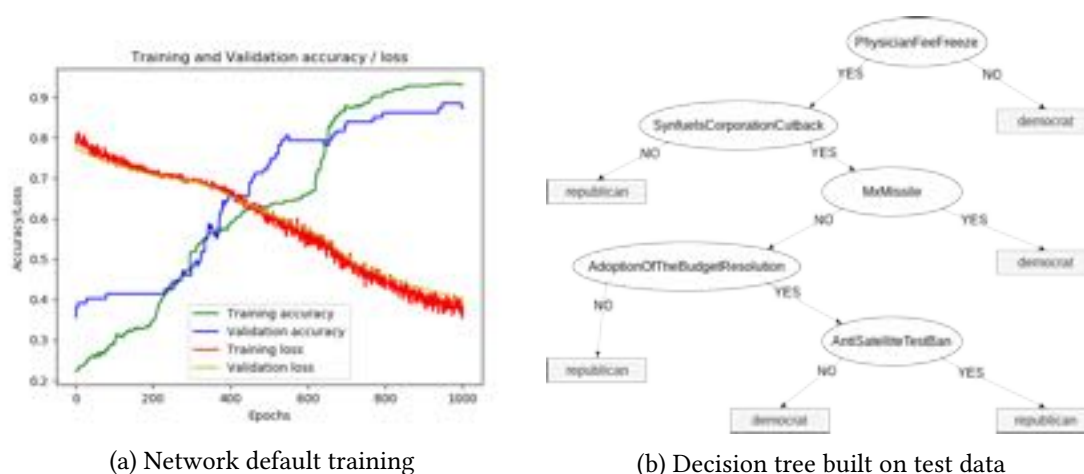 Training and Validation accuracy / loss
Accuracy/Loss
0.9
0.8
0.7
0.6
0.5
0.4
0.3
0.2
Training accuracy
Validation accuracy
Training loss
Validation loss
0 200 400 600 800 1000
Epochs
(a) Network default training
PhysicianFeeFreeze
YES NO
SynfuelsCorporationCutback democrat
NO YES
republican MxMissile
NO YES
AdoptionOfTheBudgetResolution democrat
NO YES
republican AntiSatelliteTestBan
NO YES
democrat republican
(b) Decision tree built on test data